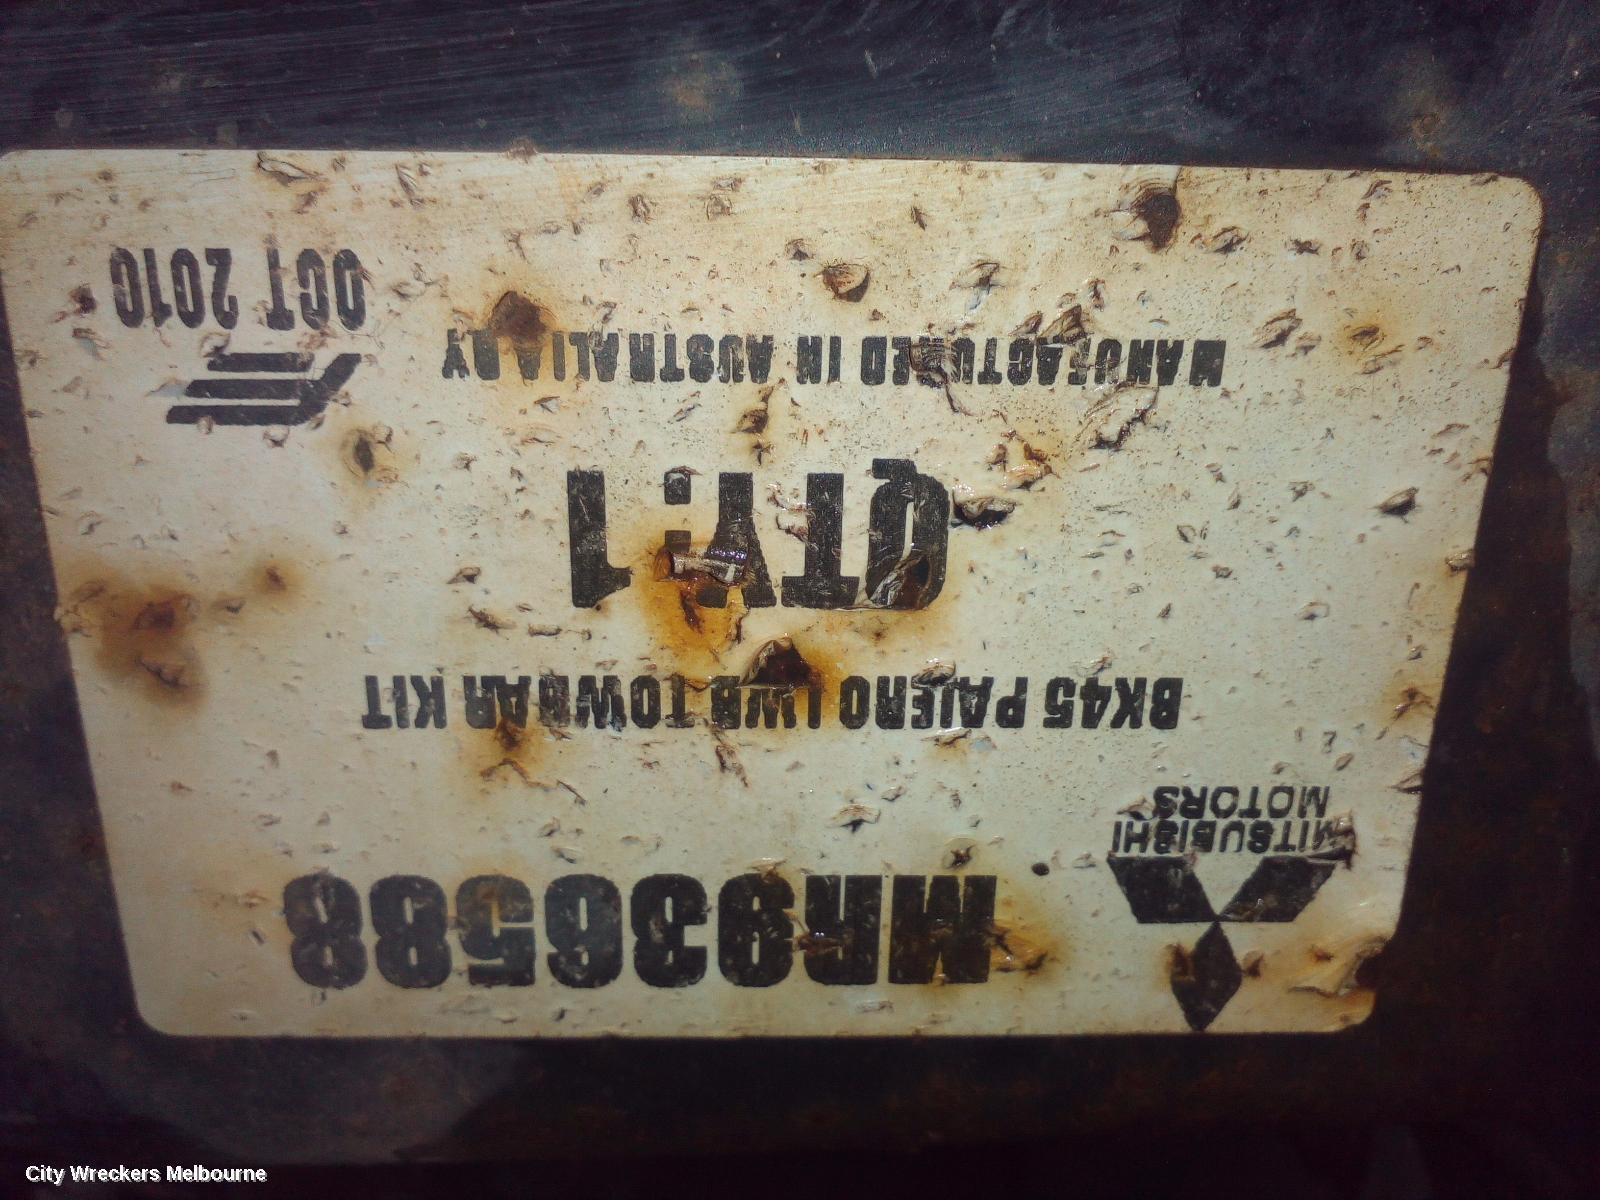 MR936588
MITSUBISHI
MOTORS
BK45 PAJERO LWB TOWBAR KIT
QTY:1
MANUFACTURED IN AUSTRALIA BY
OCT 2010
City Wreckers Melbourne